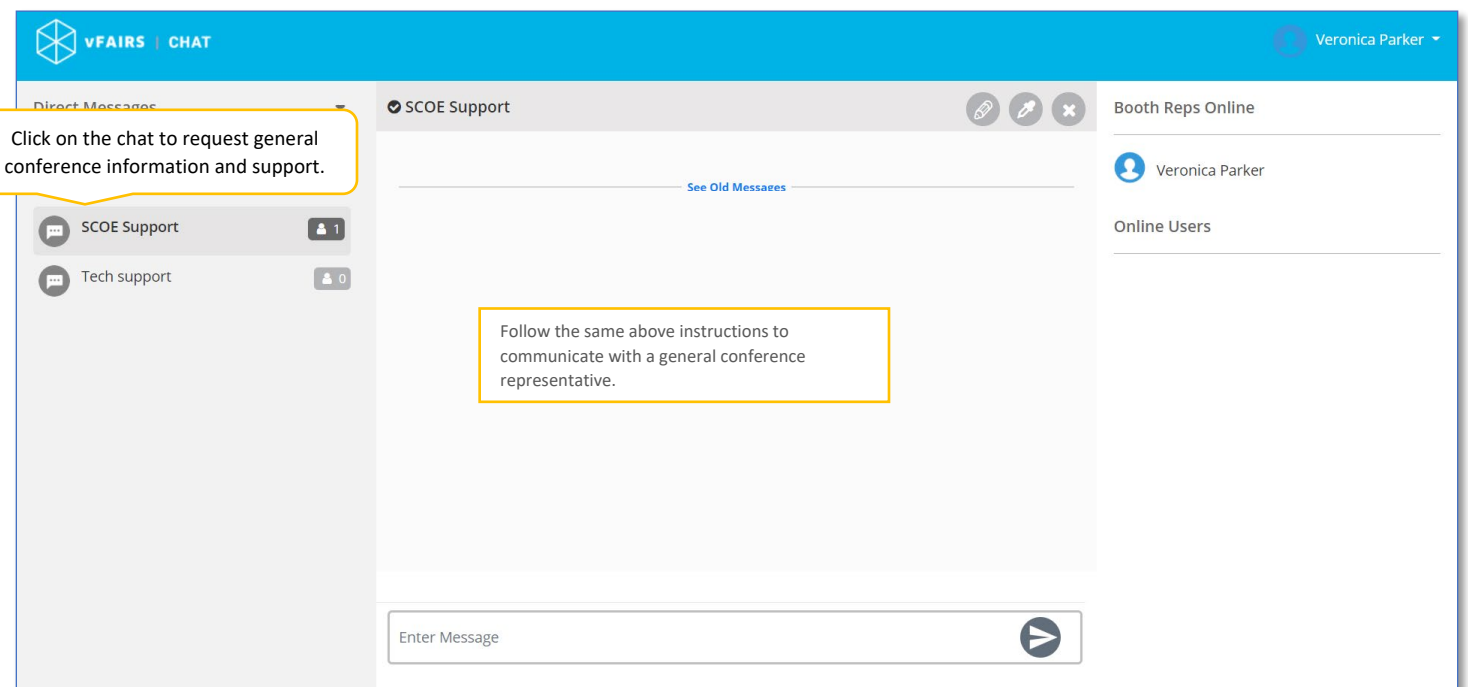 vFAIRS | CHAT
Veronica Parker
Direct Messages
Click on the chat to request general
conference information and support.
SCOE Support
1
Tech support
0
SCOE Support
See Old Messages
Follow the same above instructions to
communicate with a general conference
representative.
Enter Message
Booth Reps Online
Veronica Parker
Online Users